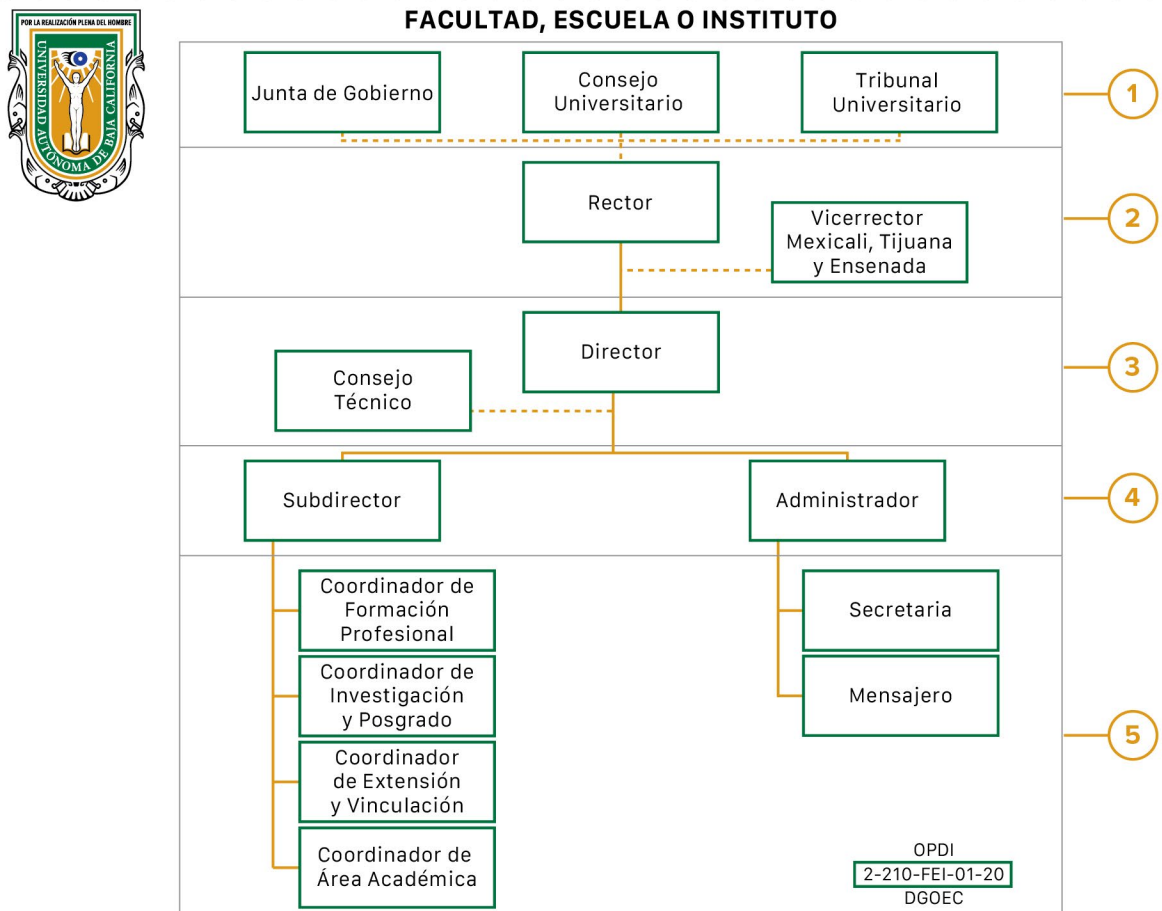 POR LA REALIZACIÓN PLENA DEL HOMBRE
UNIVERSIDAD AUTÓNOMA DE BAJA CALIFORNIA
FACULTAD, ESCUELA O INSTITUTO
Junta de Gobierno
Consejo
Universitario
Tribunal
Universitario
1
Rector
Vicerrector
Mexicali, Tijuana
y Ensenada
2
Director
Consejo
Técnico
3
Subdirector
Administrador
4
Coordinador de
Formación
Profesional
Coordinador de
Investigación
y Posgrado
Coordinador
de Extensión
y Vinculación
Coordinador de
Área Académica
Secretaria
Mensajero
5
OPDI
2-210-FEI-01-20
DGOEC